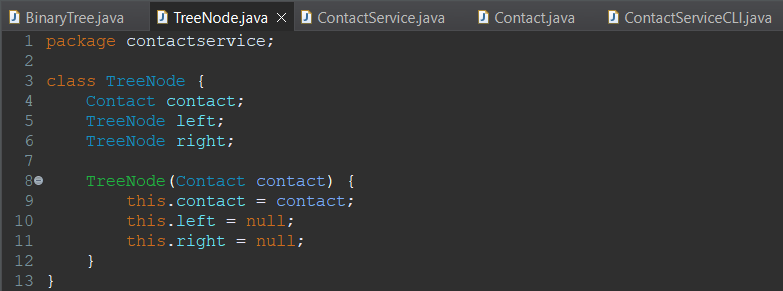 BinaryTree.java TreeNode.java ContactService.java Contact.java ContactServiceCLI.java
1 package contactservice;
2
3 class TreeNode {
4     Contact contact;
5     TreeNode left;
6     TreeNode right;
7
8     TreeNode(Contact contact) {
9         this.contact = contact;
10         this.left = null;
11         this.right = null;
12     }
13 }